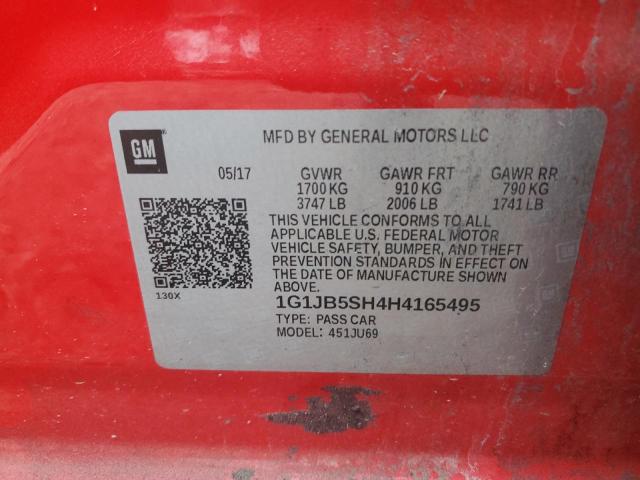 GM
MFD BY GENERAL MOTORS LLC
05/17 GVWR GAWR FRT GAWR RR
1700 KG 910 KG 790 KG
3747 LB 2006 LB 1741 LB
THIS VEHICLE CONFORMS TO ALL
APPLICABLE U.S. FEDERAL MOTOR
VEHICLE SAFETY, BUMPER, AND THEFT
PREVENTION STANDARDS IN EFFECT ON
THE DATE OF MANUFACTURE SHOWN
ABOVE.
130X
1G1JB5SH4H4165495
TYPE: PASS CAR
MODEL: 451JU69